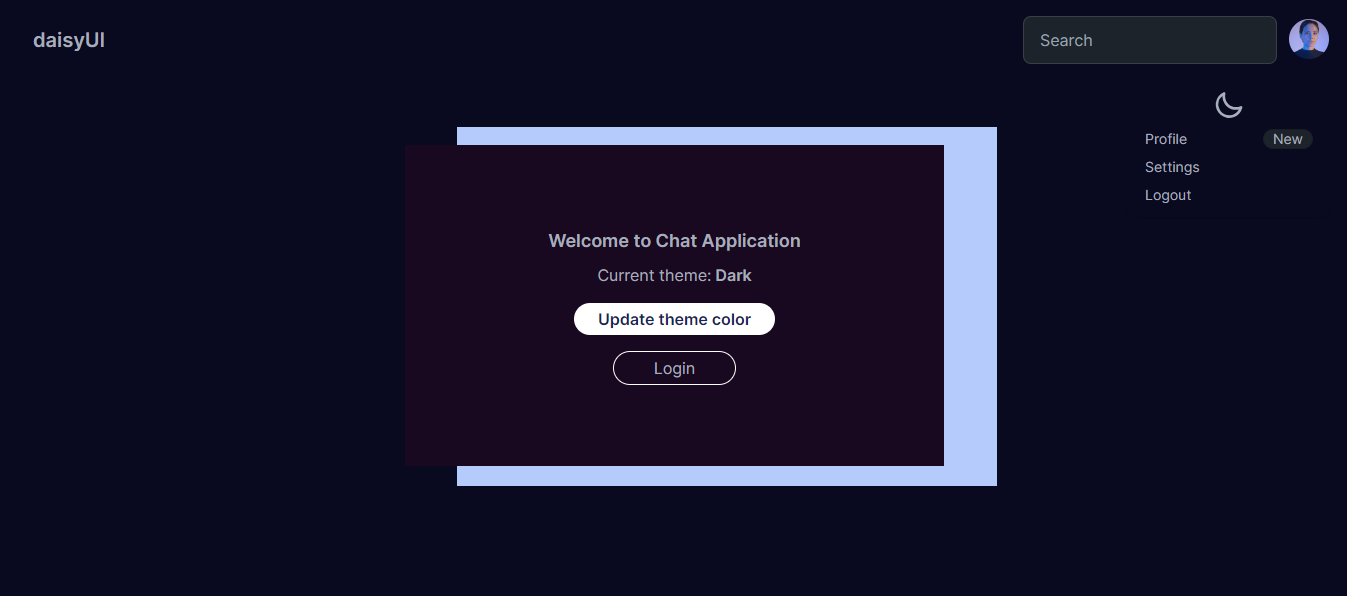 daisyUI
Search
Profile New
Settings
Logout
Welcome to Chat Application
Current theme: Dark
Update theme color
Login